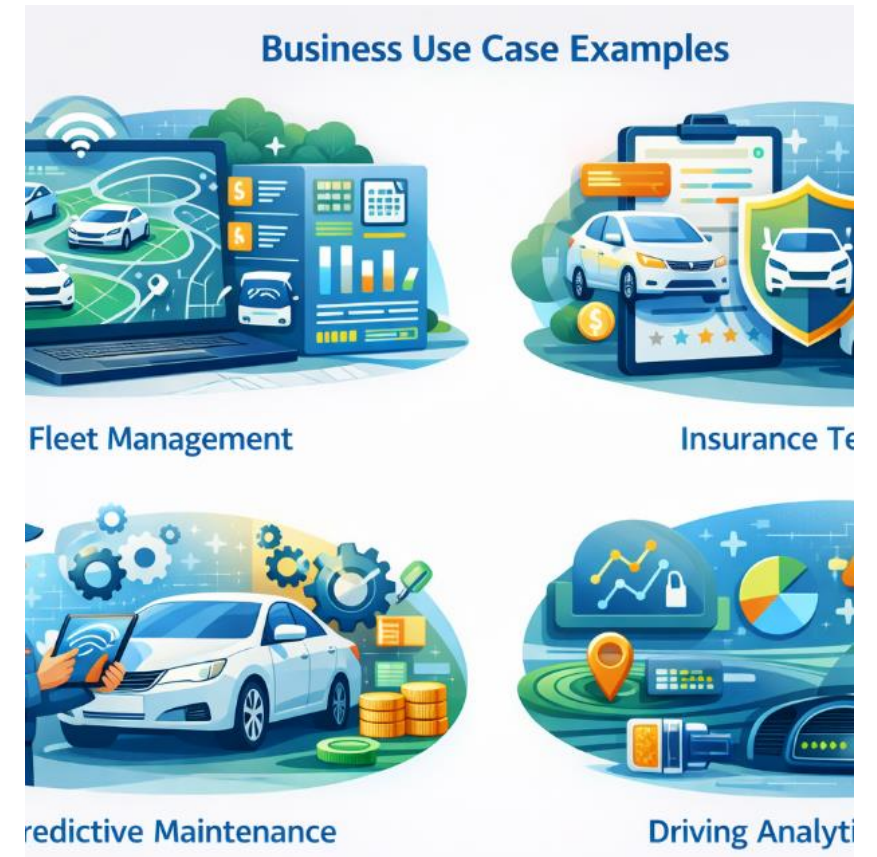 Business Use Case Examples
Fleet Management
Insurance Te
redictive Maintenance
Driving Analyti